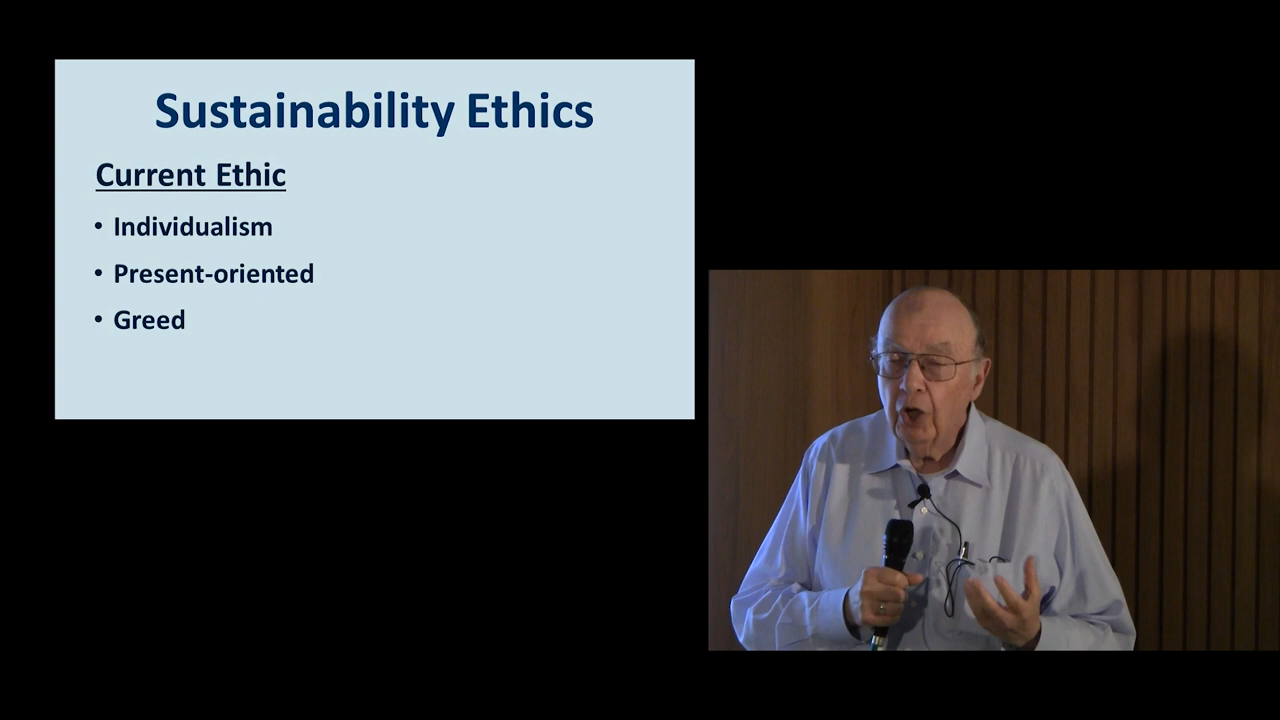 Sustainability Ethics
Current Ethic
• Individualism
• Present-oriented
• Greed